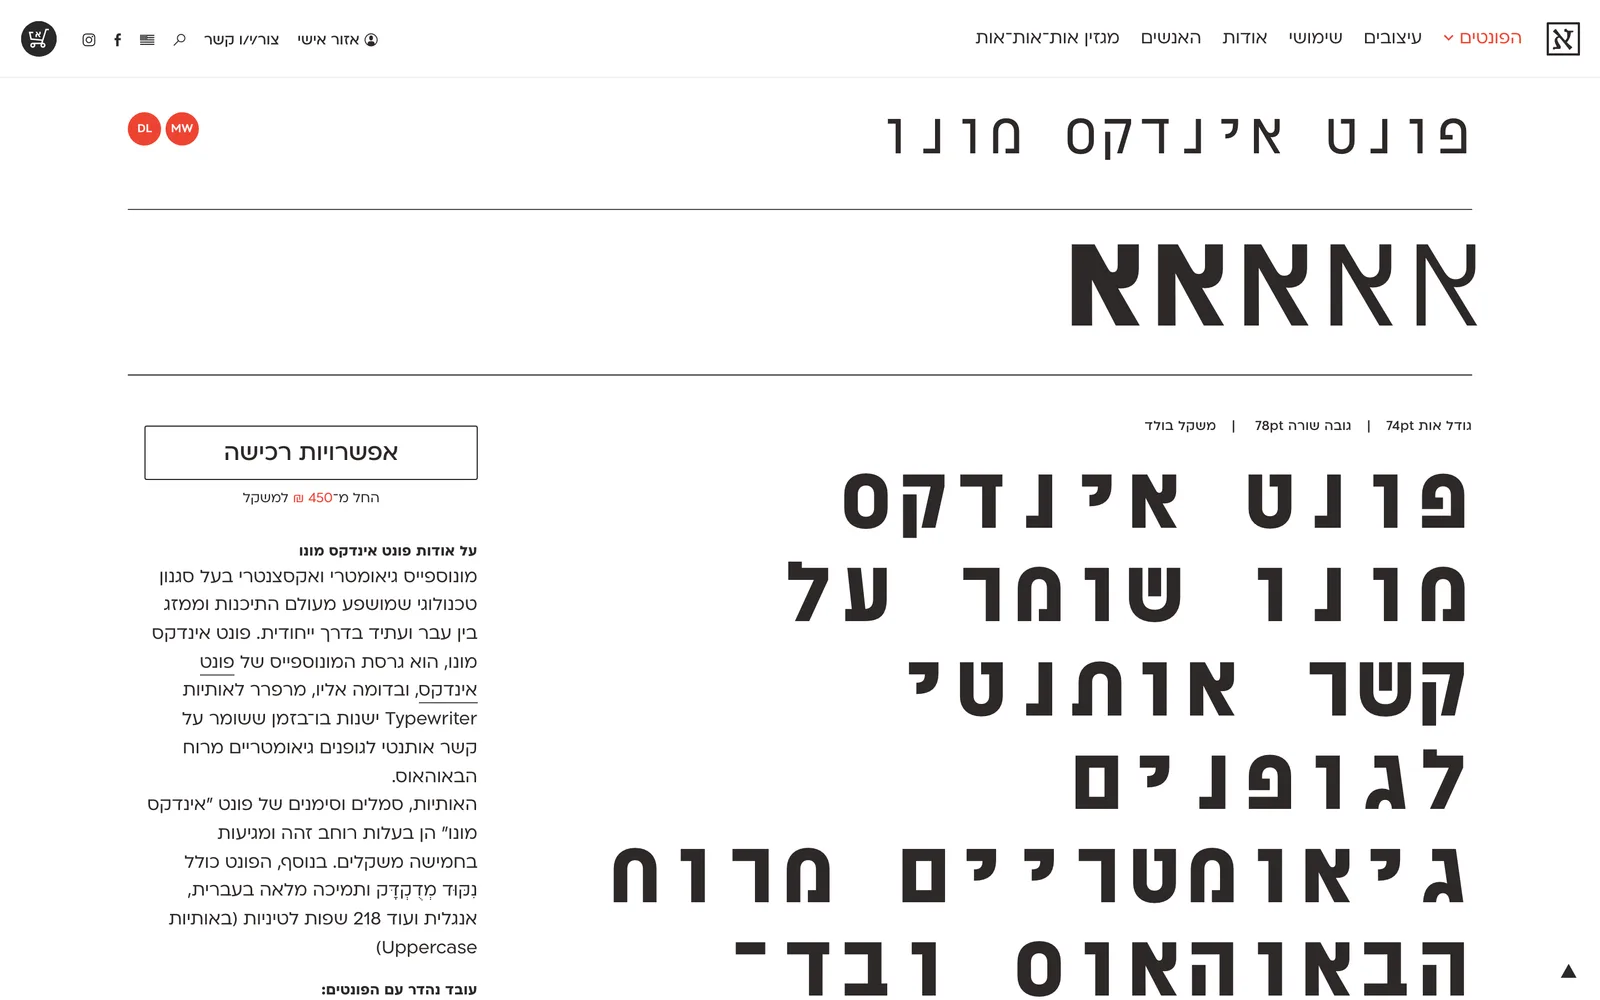 א
הפונטים
עיצובים
שימושי
אודות
האנשים
מגזין אות־אות־אות
אזור אישי
צור/י/ו קשר
פונט אינדקס מונו
MW
DL
אאאאא
גודל אות 74pt | גובה שורה 78pt | משקל בולד
פונט אינדקס
מונו שומר על
קשר אותנטי
לגופנים
גיאומטריים מרוח
הבאוהאוס ובד־
אפשרויות רכישה
החל מ־450 ₪ למשקל
על אודות פונט אינדקס מונו
מונוספייס גיאומטרי ואקסצנטרי בעל סגנון
טכנולוגי שמושפע מעולם התיכנות וממזג
בין עבר ועתיד בדרך ייחודית. פונט אינדקס
מונו, הוא גרסת המונוספייס של פונט
אינדקס, ובדומה אליו, מרפרר לאותיות
Typewriter ישנות בו־בזמן ששומר על
קשר אותנטי לגופנים גיאומטריים מרוח
הבאוהאוס.
האותיות, סמלים וסימנים של פונט "אינדקס
מונו" הן בעלות רוחב זהה ומגיעות
בחמישה משקלים. בנוסף, הפונט כולל
נִקּוּד מְדֻקְדָּק ותמיכה מלאה בעברית,
אנגלית ועוד 218 שפות לטיניות (באותיות
Uppercase)
עובד נהדר עם הפונטים: